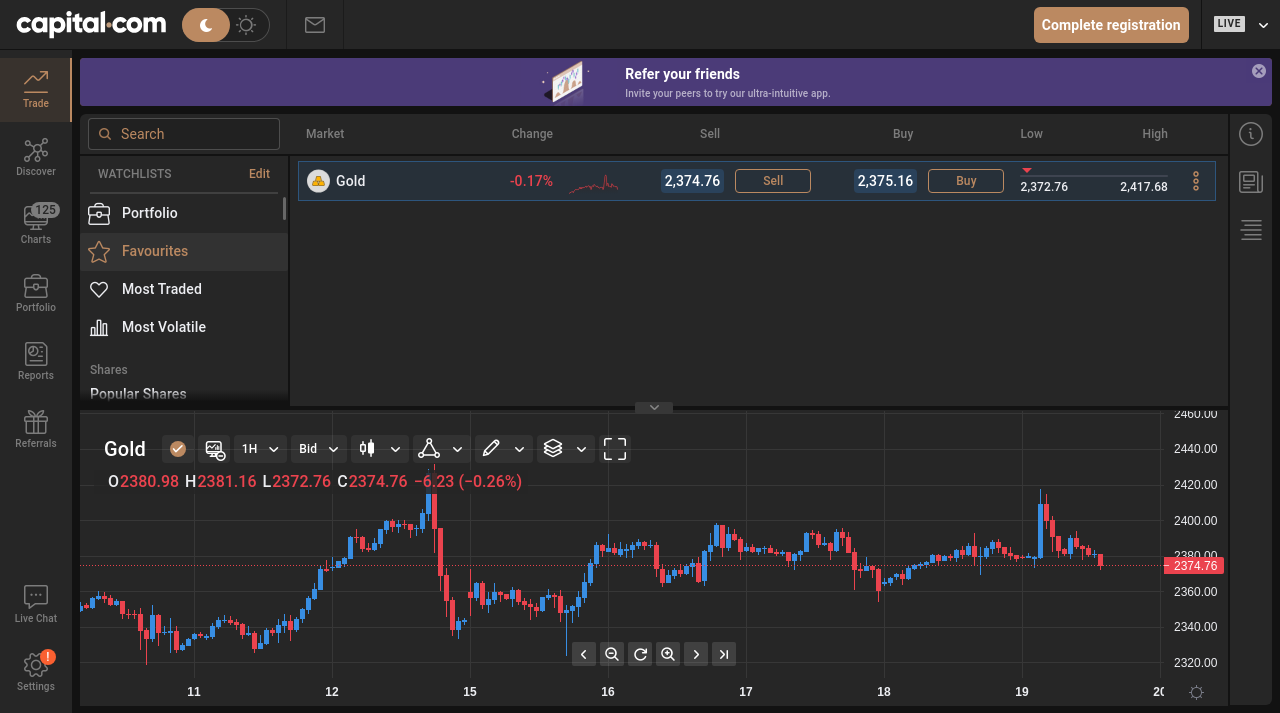 capital.com
Complete registration
LIVE
Trade
Discover
125
Charts
Portfolio
Reports
Referrals
Live Chat
!
Settings
Refer your friends
Invite your peers to try our ultra-intuitive app.
Search
Market Change Sell Buy Low High
WATCHLISTS Edit
Portfolio
Favourites
Most Traded
Most Volatile
Shares
Popular Shares
Gold -0.17% 2,374.76 Sell 2,375.16 Buy 2,372.76 2,417.68
Gold 1H Bid
O2380.98 H2381.16 L2372.76 C2374.76 −6.23 (−0.26%)
2460.00
2440.00
2420.00
2400.00
2380.00
2374.76
2360.00
2340.00
2320.00
11 12 15 16 17 18 19 20